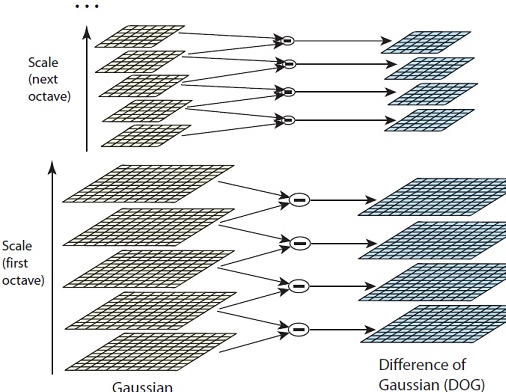 ...
Scale
(next
octave)
Scale
(first
octave)
Gaussian
Difference of
Gaussian (DOG)